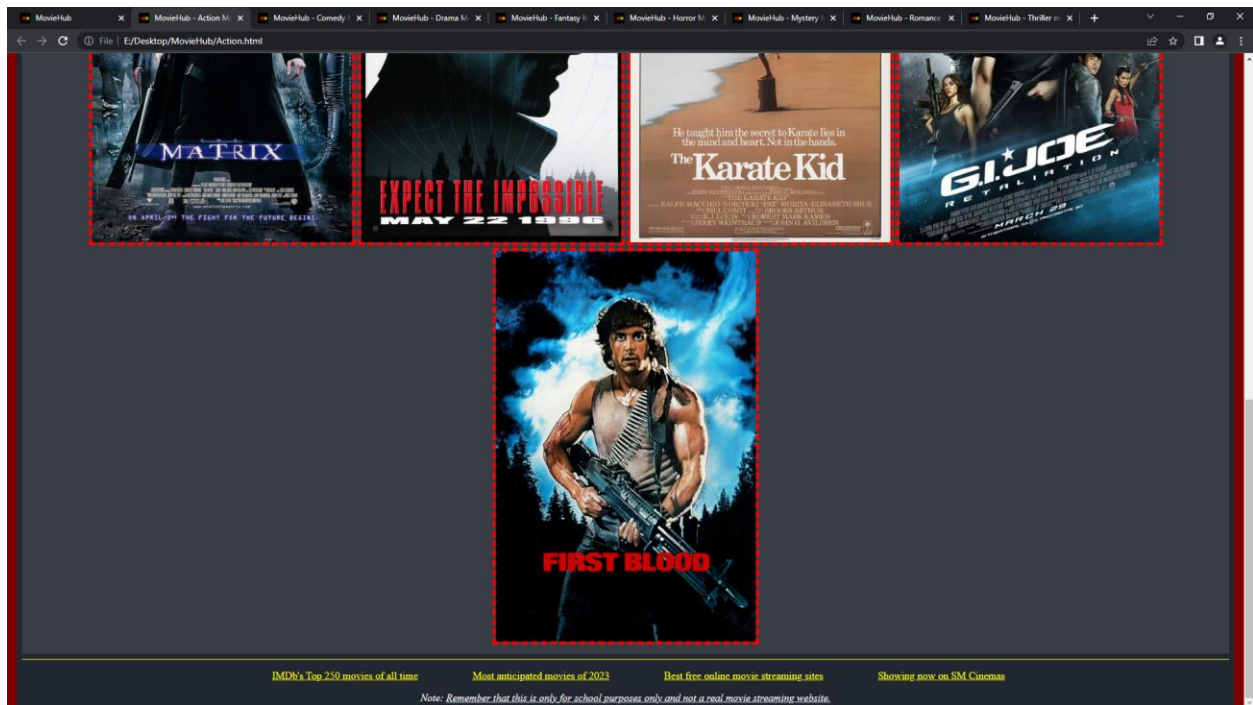 MovieHub
MovieHub - Action M
MovieHub - Comedy
MovieHub - Drama M
MovieHub - Fantasy
MovieHub - Horror M
MovieHub - Mystery
MovieHub - Romance
MovieHub - Thriller m
File | E:/Desktop/MovieHub/Action.html
MATRIX
ON APRIL 2ND THE FIGHT FOR THE FUTURE BEGINS.
EXPECT THE IMPOSSIBLE
MAY 22 1996
He taught him the secret to Karate lies in
the mind and heart. Not in the hands.
The Karate Kid
G.I. JOE
RETALIATION
MARCH 29
FIRST BLOOD
IMDb's Top 250 movies of all time
Most anticipated movies of 2023
Best free online movie streaming sites
Showing now on SM Cinemas
Note: Remember that this is only for school purposes only and not a real movie streaming website.